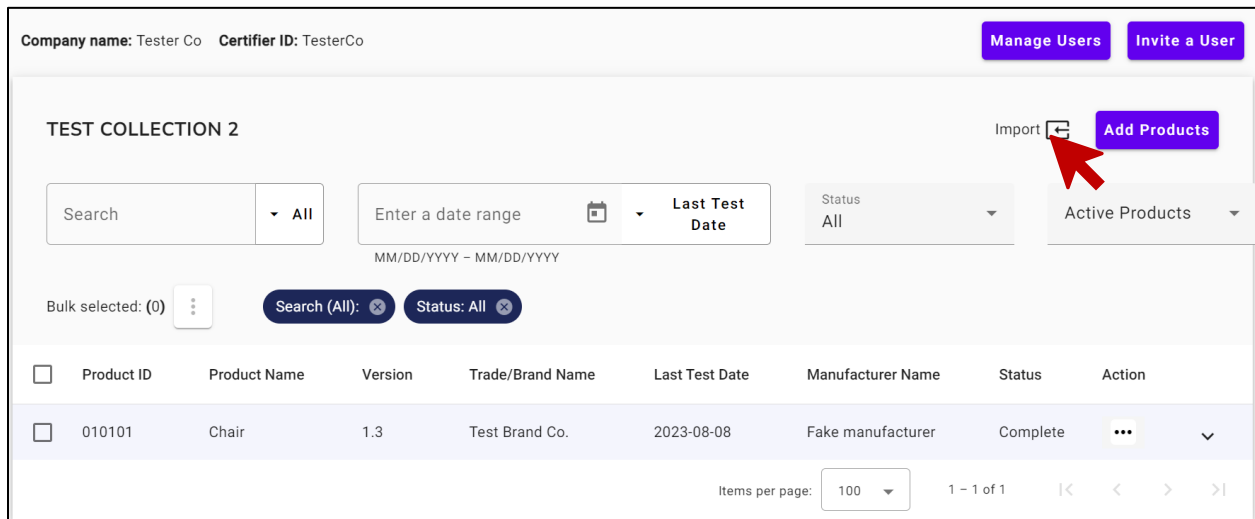 Company name: Tester Co Certifier ID: TesterCo
Manage Users
Invite a User
TEST COLLECTION 2
Import
Add Products
Search
All
Enter a date range
Last Test
Date
Status
All
Active Products
MM/DD/YYYY – MM/DD/YYYY
Bulk selected: (0)
Search (All):
Status: All
Product ID Product Name Version Trade/Brand Name Last Test Date Manufacturer Name Status Action
010101 Chair 1.3 Test Brand Co. 2023-08-08 Fake manufacturer Complete
Items per page: 100 1 – 1 of 1